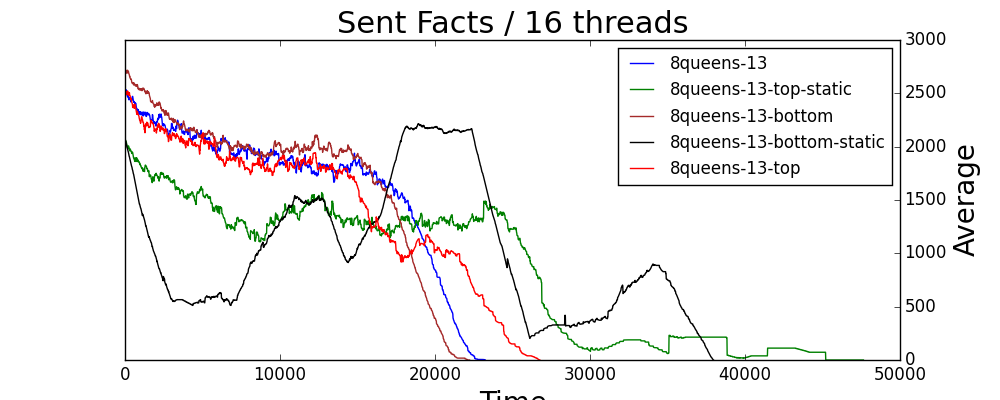 Sent Facts / 16 threads
8queens-13
8queens-13-top-static
8queens-13-bottom
8queens-13-bottom-static
8queens-13-top
3000
2500
2000
1500
1000
500
0
Average
0 10000 20000 30000 40000 50000
Time